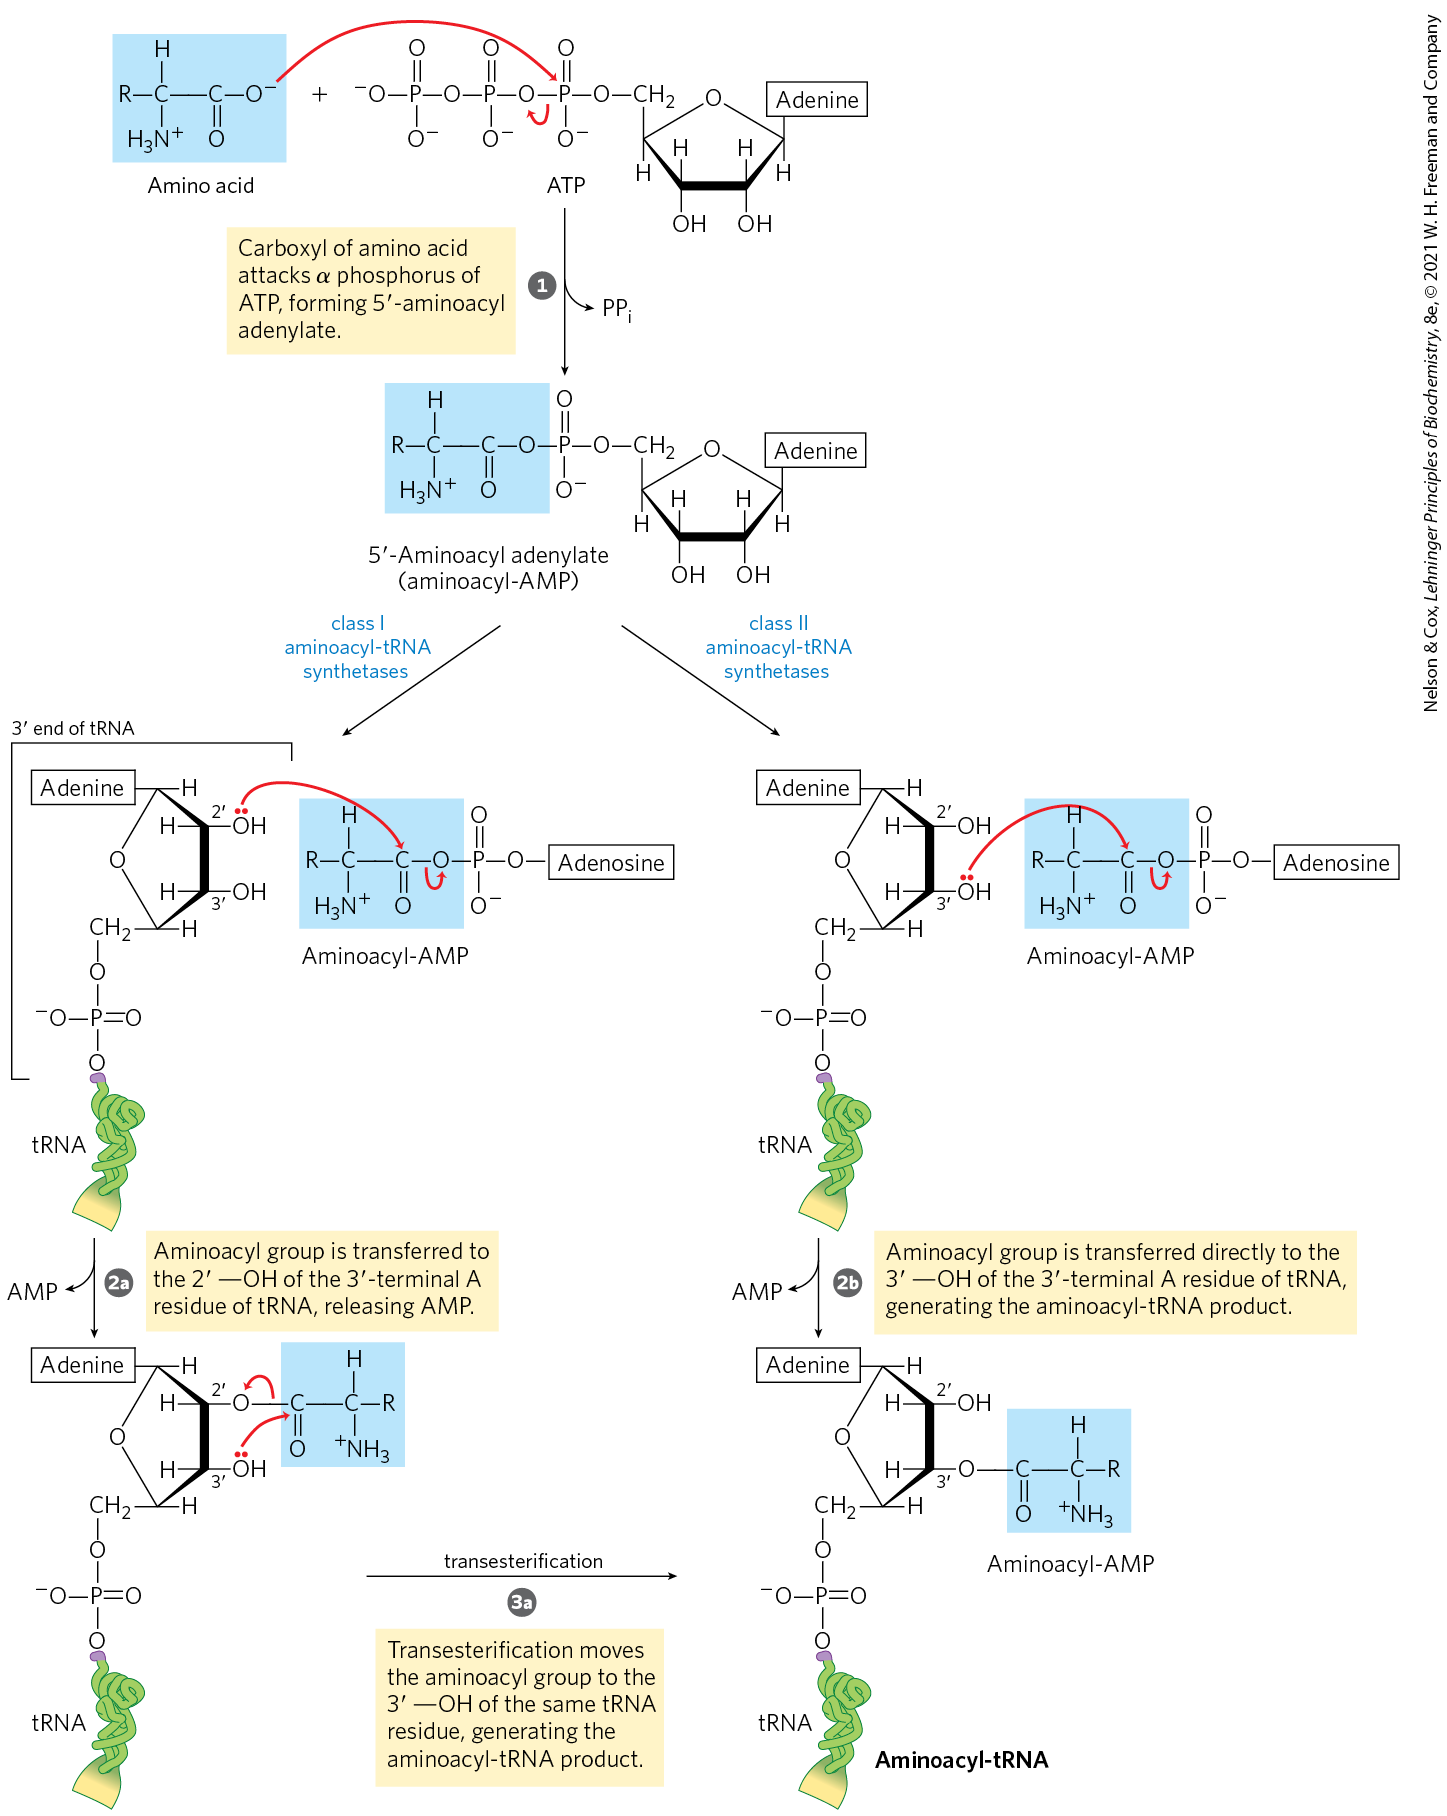 H
R—C—C—O⁻
H₃N⁺ O
Amino acid
+
O O O
⁻O—P—O—P—O—P—O—CH₂
O⁻ O⁻ O⁻
O
Adenine
H H
H H
OH OH
ATP
Carboxyl of amino acid
attacks α phosphorus of
ATP, forming 5′-aminoacyl
adenylate.
1
PPᵢ
H O
R—C—C—O—P—O—CH₂
H₃N⁺ O O⁻
O
Adenine
H H
H H
OH OH
5′-Aminoacyl adenylate
(aminoacyl-AMP)
class I
aminoacyl-tRNA
synthetases
class II
aminoacyl-tRNA
synthetases
3′ end of tRNA
Adenine
H
2′
H OH
O
H OH
3′
CH₂ H
O
⁻O—P=O
O
tRNA
H O
R—C—C—O—P—O—Adenosine
H₃N⁺ O O⁻
Aminoacyl-AMP
Adenine
H
2′
H OH
O
H OH
3′
CH₂ H
O
⁻O—P=O
O
tRNA
H O
R—C—C—O—P—O—Adenosine
H₃N⁺ O O⁻
Aminoacyl-AMP
AMP
2a
Aminoacyl group is transferred to
the 2′ —OH of the 3′-terminal A
residue of tRNA, releasing AMP.
AMP
2b
Aminoacyl group is transferred directly to the
3′ —OH of the 3′-terminal A residue of tRNA,
generating the aminoacyl-tRNA product.
Adenine
H H
2′
H O—C—C—R
O O ⁺NH₃
H OH
3′
CH₂ H
O
⁻O—P=O
O
tRNA
transesterification
3a
Transesterification moves
the aminoacyl group to the
3′ —OH of the same tRNA
residue, generating the
aminoacyl-tRNA product.
Adenine
H
2′
H OH
O H
H O—C—C—R
3′
O ⁺NH₃
CH₂ H
Aminoacyl-AMP
O
⁻O—P=O
O
tRNA
Aminoacyl-tRNA
Nelson & Cox, Lehninger Principles of Biochemistry, 8e, © 2021 W. H. Freeman and Company